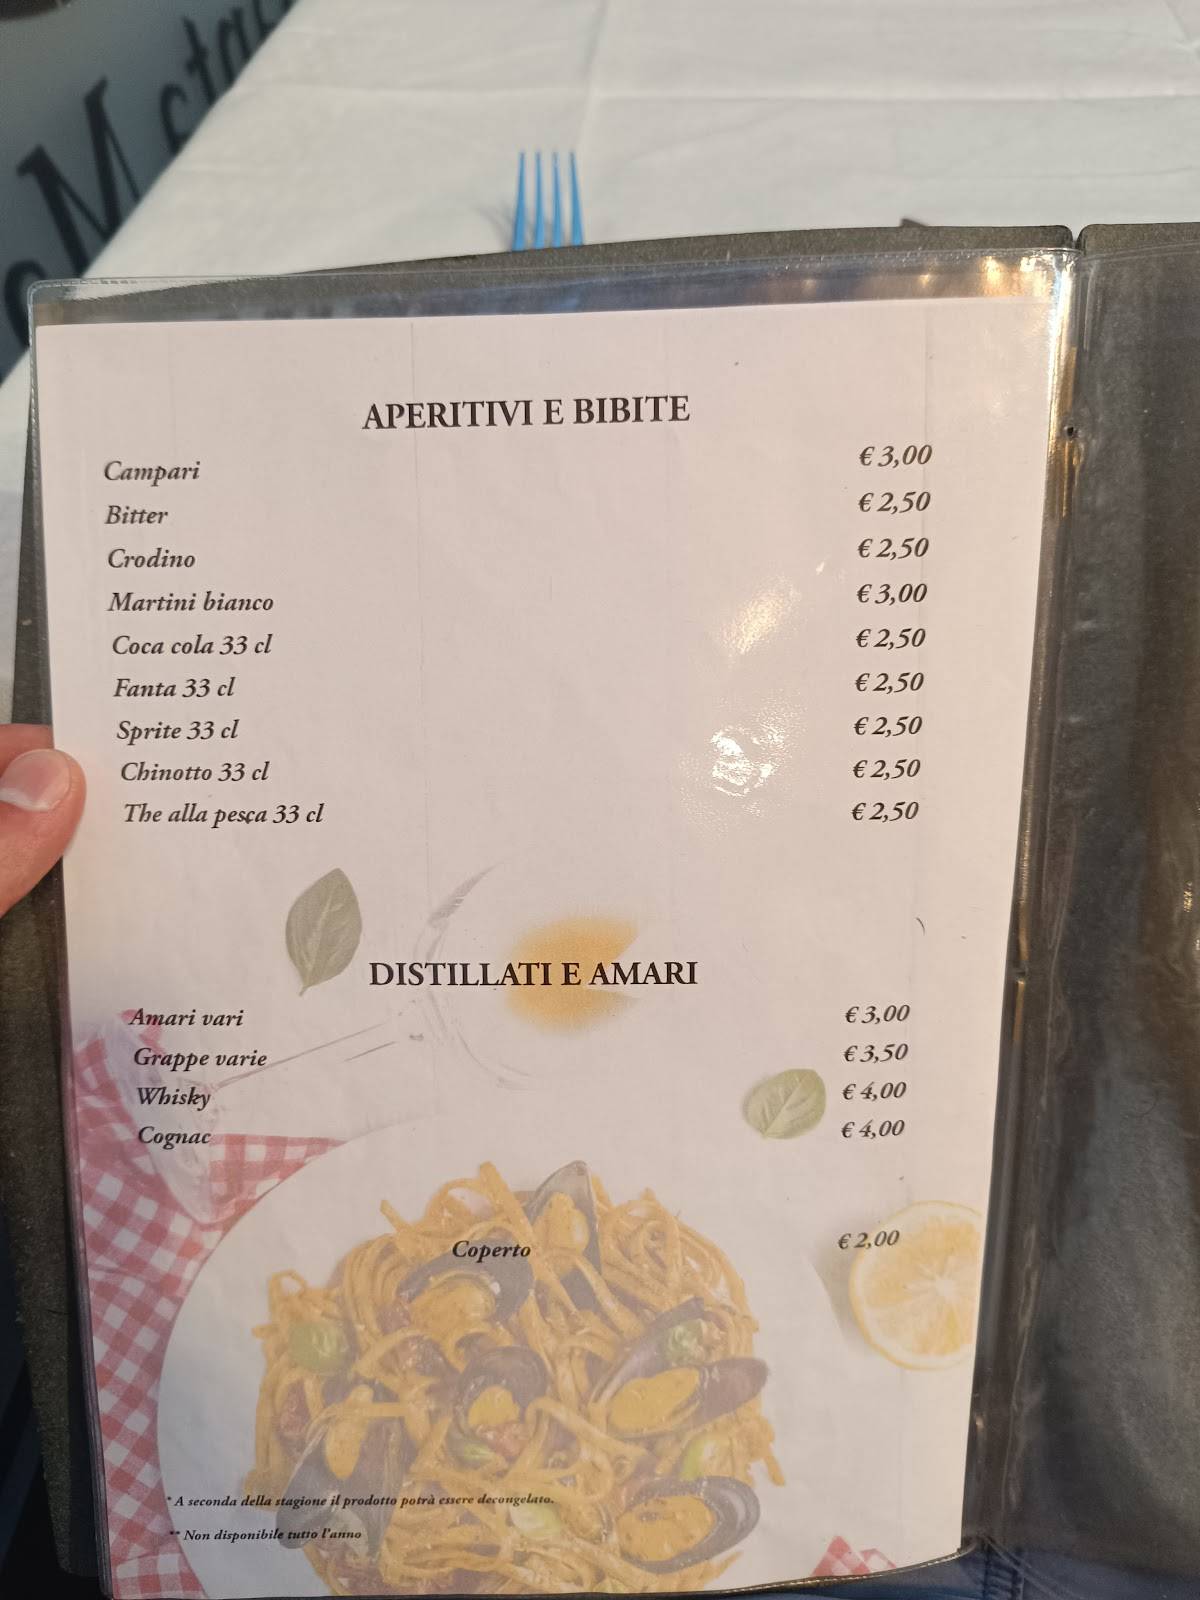 Campari € 3,00
APERITIVI E BIBITE
Bitter € 2,50
Crodino € 2,50
Martini bianco € 3,00
Coca cola 33 cl € 2,50
Fanta 33 cl € 2,50
Sprite 33 cl € 2,50
Chinotto 33 cl € 2,50
The alla pesca 33 cl € 2,50
DISTILLATI E AMARI
Amari vari € 3,00
Grappe varie € 3,50
Whisky € 4,00
Cognac € 4,00
Coperto € 2,00
* A seconda della stagione il prodotto potrà essere decongelato.
** Non disponibile tutto l'anno